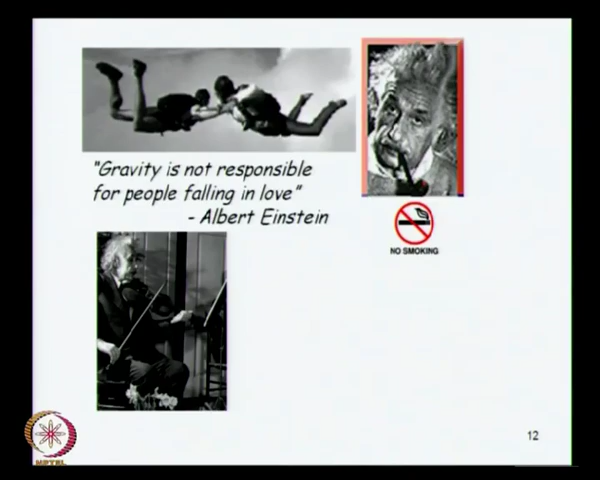 "Gravity is not responsible
for people falling in love"
- Albert Einstein
NO SMOKING
12
NPTEL